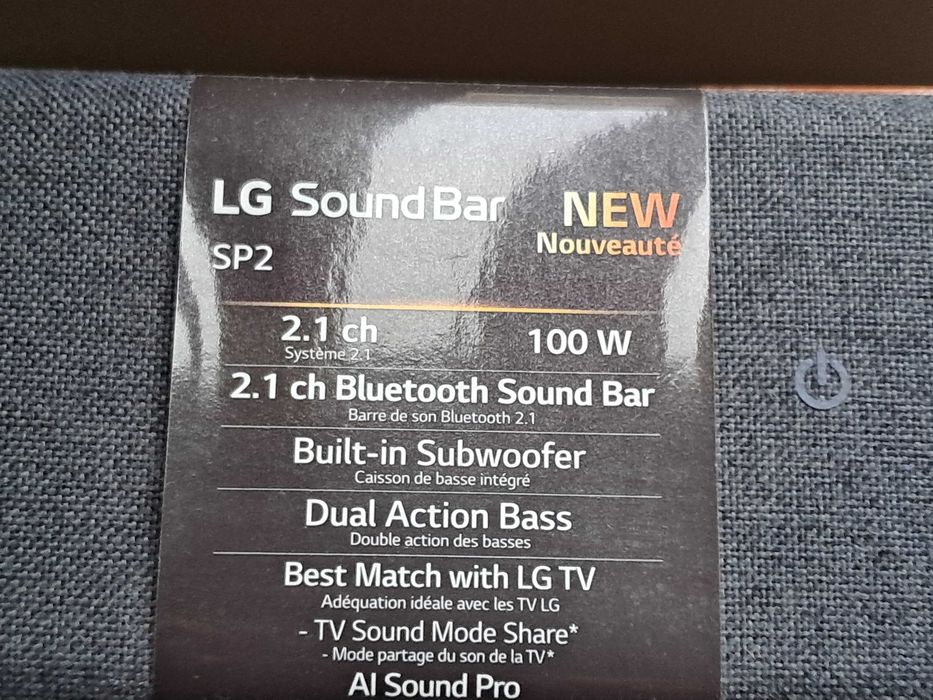 LG SoundBar NEW
SP2 Nouveauté
2.1 ch 100 W
Système 2.1
2.1 ch Bluetooth Sound Bar
Barre de son Bluetooth 2.1
Built-in Subwoofer
Caisson de basse intégré
Dual Action Bass
Double action des basses
Best Match with LG TV
Adéquation idéale avec les TV LG
- TV Sound Mode Share*
- Mode partage du son de la TV*
AI Sound Pro